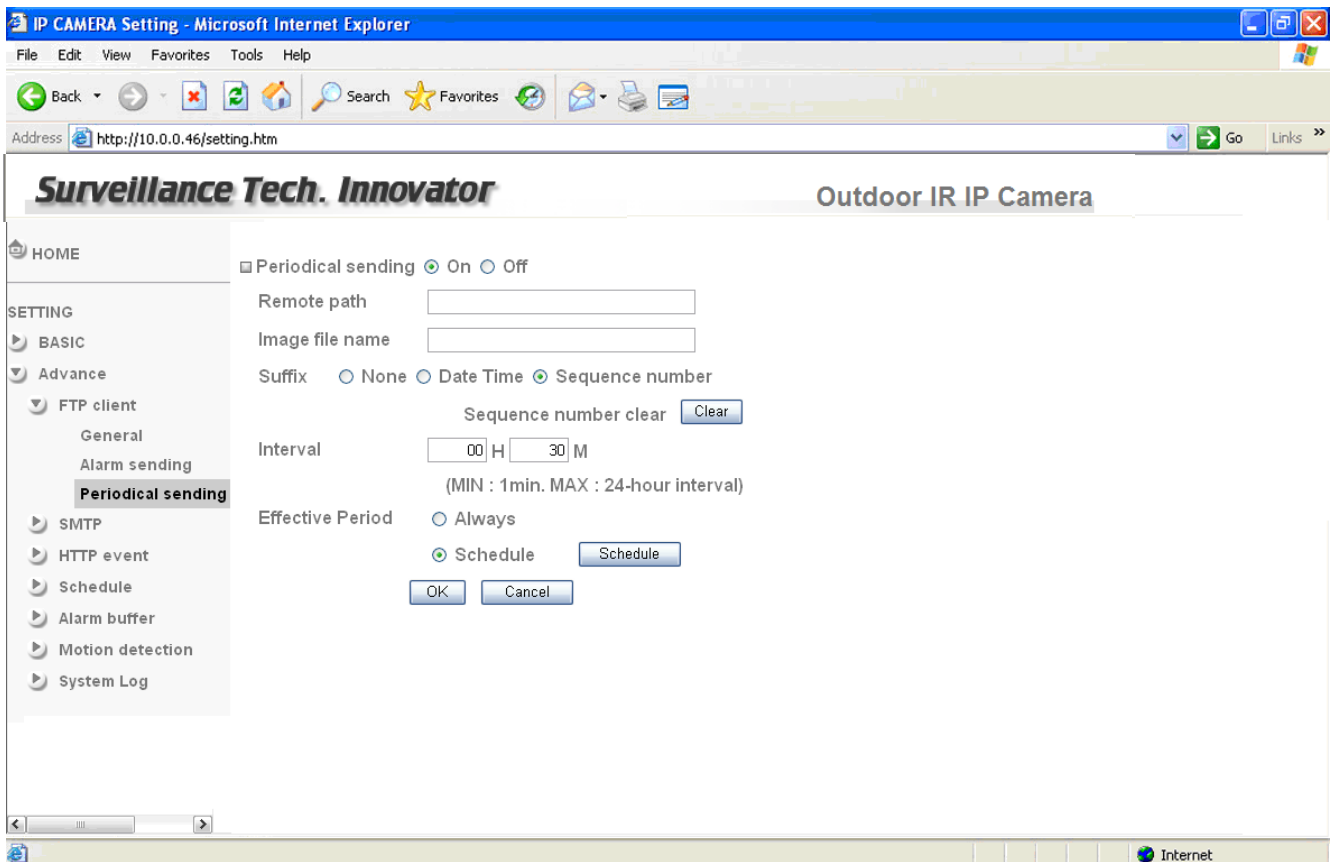 IP CAMERA Setting - Microsoft Internet Explorer
File Edit View Favorites Tools Help
Back Search Favorites
Address http://10.0.0.46/setting.htm Go Links »
Surveillance Tech. Innovator
Outdoor IR IP Camera
HOME
SETTING
BASIC
Advance
FTP client
General
Alarm sending
Periodical sending
SMTP
HTTP event
Schedule
Alarm buffer
Motion detection
System Log
Periodical sending On Off
Remote path
Image file name
Suffix None Date Time Sequence number
Sequence number clear Clear
Interval 00 H 30 M
(MIN : 1min. MAX : 24-hour interval)
Effective Period Always
Schedule Schedule
OK Cancel
Internet